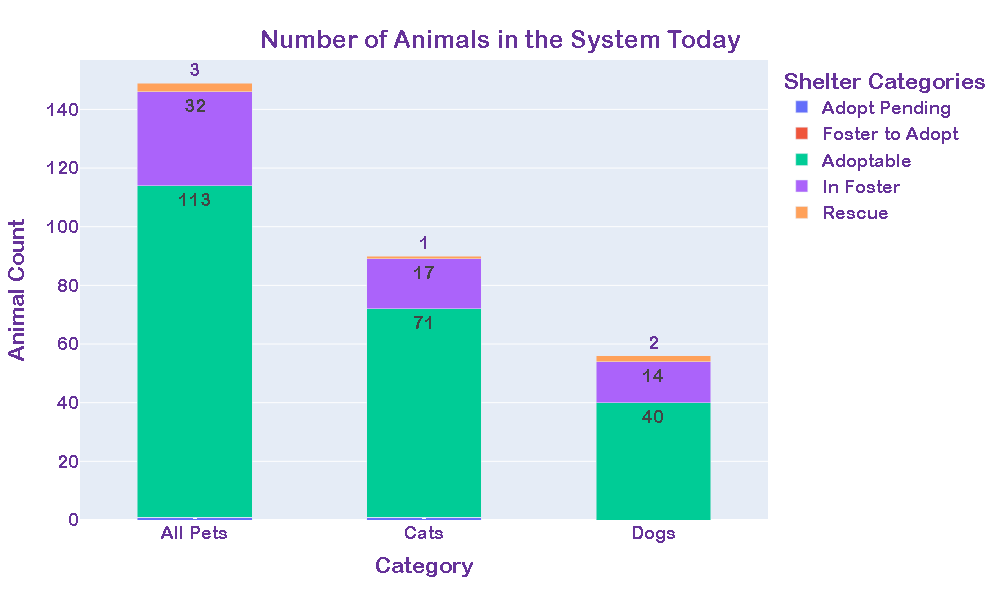 Number of Animals in the System Today
Shelter Categories
Adopt Pending
Foster to Adopt
Adoptable
In Foster
Rescue
Animal Count
140
120
100
80
60
40
20
0
3
32
113
1
17
71
2
14
40
All Pets
Cats
Dogs
Category